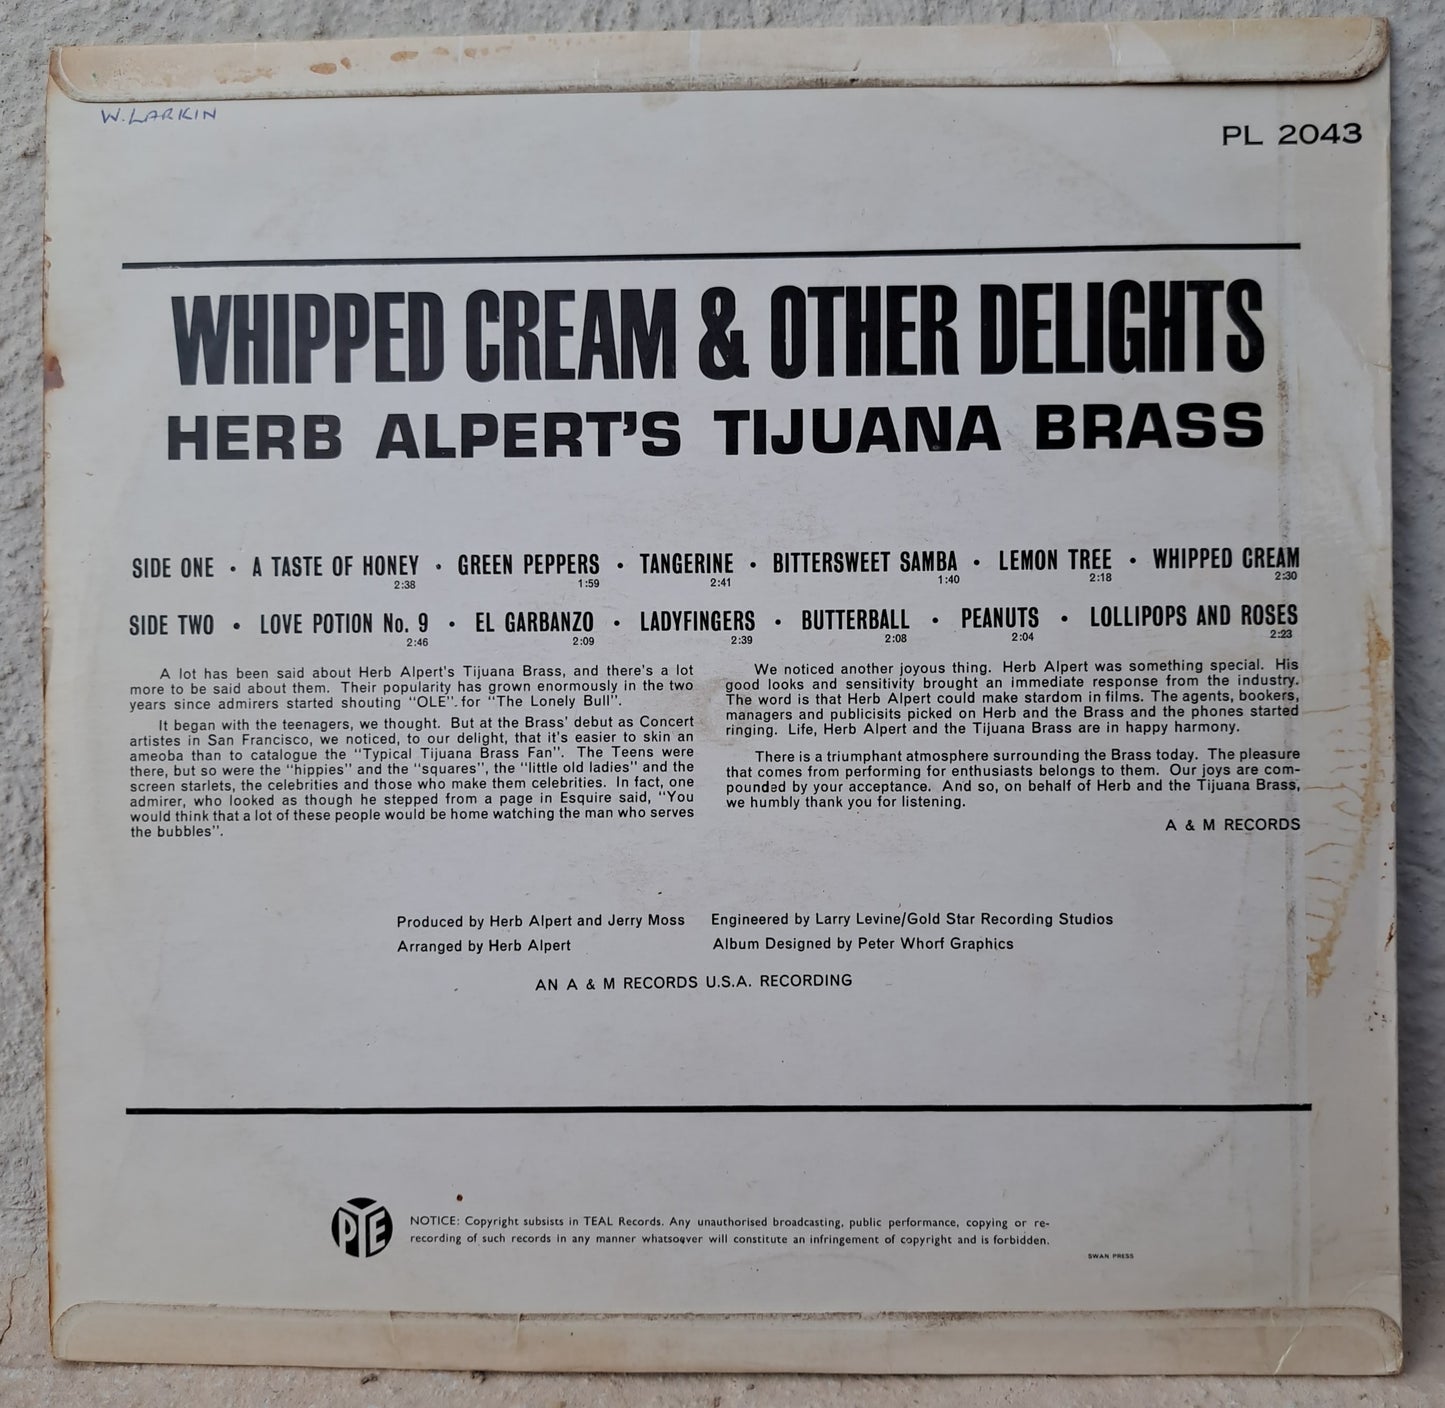 W. LARKIN
PL 2043
WHIPPED CREAM & OTHER DELIGHTS
HERB ALPERT'S TIJUANA BRASS
SIDE ONE • A TASTE OF HONEY • GREEN PEPPERS • TANGERINE • BITTERSWEET SAMBA • LEMON TREE • WHIPPED CREAM
2:38 1:59 2:41 1:40 2:18 2:30
SIDE TWO • LOVE POTION No. 9 • EL GARBANZO • LADYFINGERS • BUTTERBALL • PEANUTS • LOLLIPOPS AND ROSES
2:46 2:09 2:39 2:08 2:04 2:23
A lot has been said about Herb Alpert's Tijuana Brass, and there's a lot
more to be said about them. Their popularity has grown enormously in the two
years since admirers started shouting "OLE". for "The Lonely Bull".
It began with the teenagers, we thought. But at the Brass' debut as Concert
artistes in San Francisco, we noticed, to our delight, that it's easier to skin an
ameoba than to catalogue the "Typical Tijuana Brass Fan". The Teens were
there, but so were the "hippies" and the "squares", the "little old ladies" and the
screen starlets, the celebrities and those who make them celebrities. In fact, one
admirer, who looked as though he stepped from a page in Esquire said, "You
would think that a lot of these people would be home watching the man who serves
the bubbles".
We noticed another joyous thing. Herb Alpert was something special. His
good looks and sensitivity brought an immediate response from the industry.
The word is that Herb Alpert could make stardom in films. The agents, bookers,
managers and publicisits picked on Herb and the Brass and the phones started
ringing. Life, Herb Alpert and the Tijuana Brass are in happy harmony.
There is a triumphant atmosphere surrounding the Brass today. The pleasure
that comes from performing for enthusiasts belongs to them. Our joys are com-
pounded by your acceptance. And so, on behalf of Herb and the Tijuana Brass,
we humbly thank you for listening.
A & M RECORDS
Produced by Herb Alpert and Jerry Moss Engineered by Larry Levine/Gold Star Recording Studios
Arranged by Herb Alpert Album Designed by Peter Whorf Graphics
AN A & M RECORDS U.S.A. RECORDING
PYE
NOTICE: Copyright subsists in TEAL Records. Any unauthorised broadcasting, public performance, copying or re-
recording of such records in any manner whatsoever will constitute an infringement of copyright and is forbidden.
SWAN PRESS